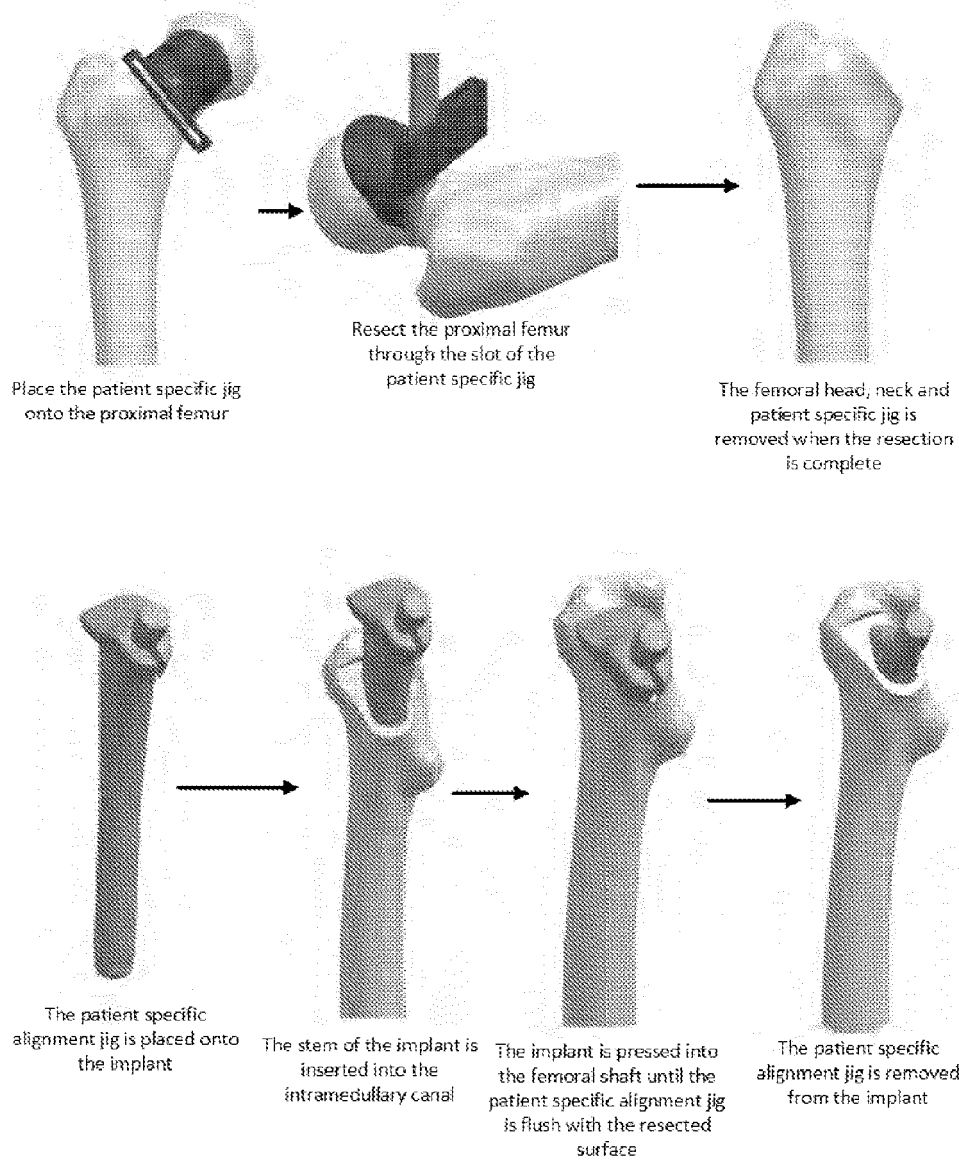 Place the patient specific jig
onto the proximal femur
Resect the proximal femur
through the slot of the
patient specific jig
The femoral head, neck and
patient specific jig is
removed when the resection
is complete
The patient specific
alignment jig is placed onto
the implant
The stem of the implant is
inserted into the
intramedullary canal
The implant is pressed into
the femoral shaft until the
patient specific alignment jig
is flush with the resected
surface
The patient specific
alignment jig is removed
from the implant